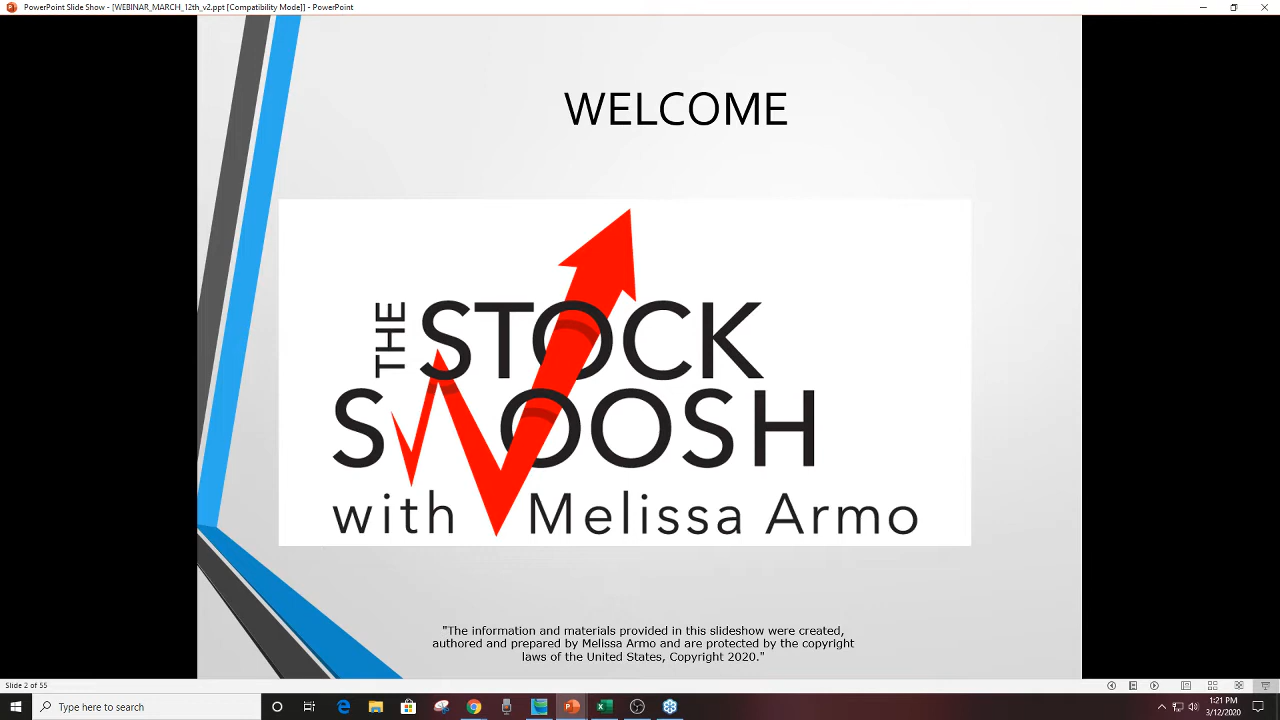 PowerPoint Slide Show - [WEBINAR_MARCH_12th_v2.ppt [Compatibility Mode]] - PowerPoint
WELCOME
THE STOCK
SWOOSH
with Melissa Armo
"The information and materials provided in this slideshow were created,
authored and prepared by Melissa Armo and are protected by the copyright
laws of the United States, Copyright 2020."
Slide 2 of 55
Type here to search
1:21 PM
3/12/2020